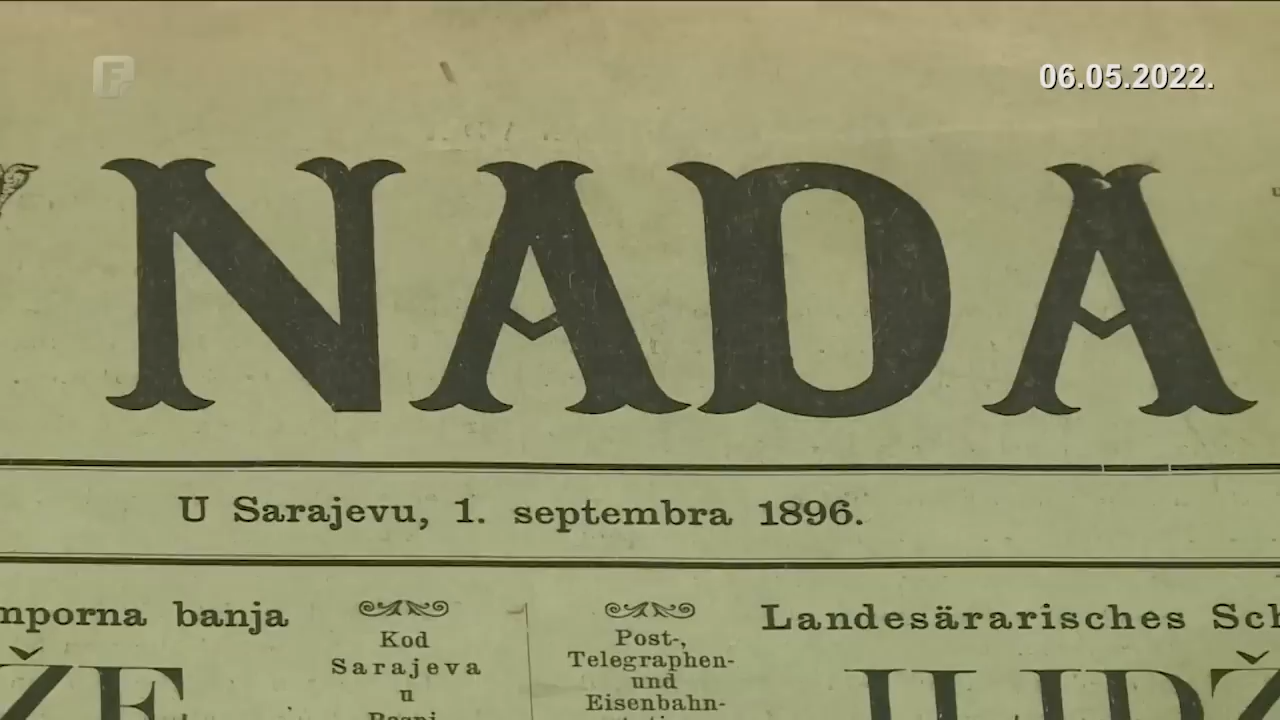 06.05.2022.
NADA
U Sarajevu, 1. septembra 1896.
mporna banja
ŽE
Kod
Sarajeva
u
Post-,
Telegraphen-
und
Eisenbahn-
Landesärarisches Sch
ILIDŽ